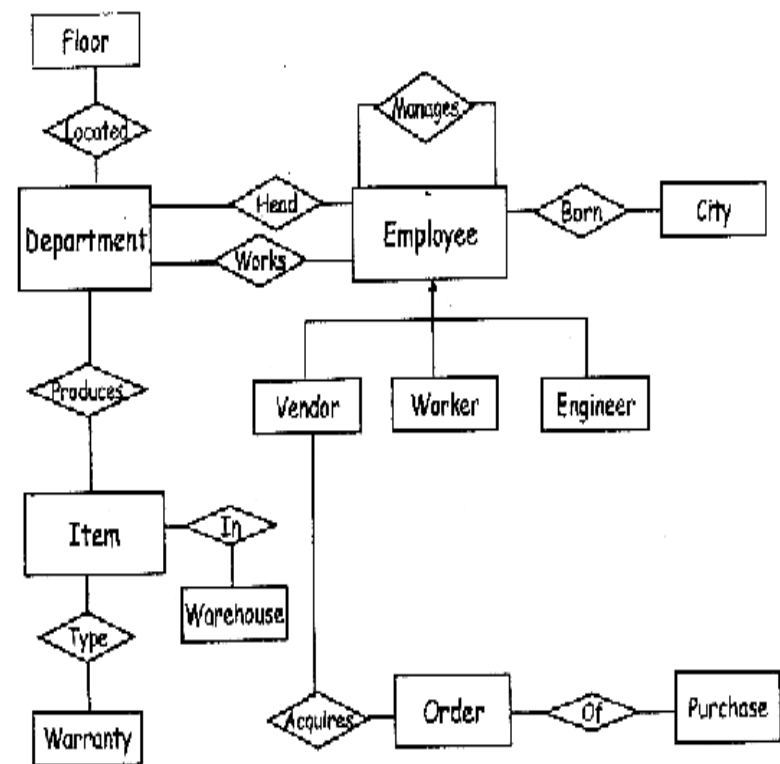 Floor
Located
Manages
Department
Head
Works
Employee
Born
City
Produces
Vendor
Worker
Engineer
Item
In
Warehouse
Type
Warranty
Acquires
Order
Of
Purchase